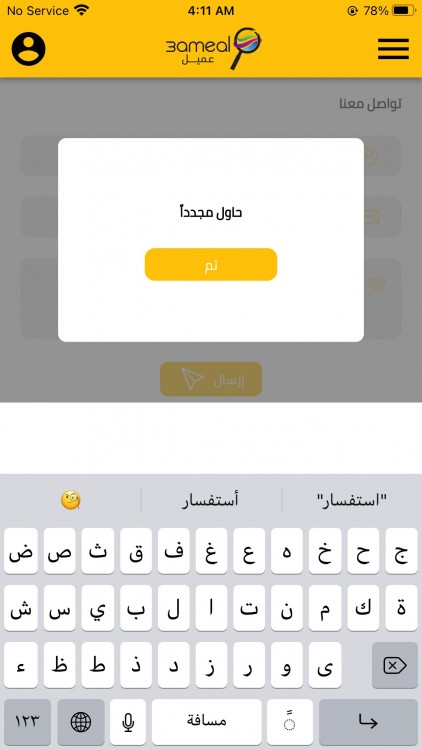 No Service 4:11 AM 78%
3ameal
عميل
تواصل معنا
حاول مجدداً
تم
إرسال
"استفسار" أستفسار
ض ص ث ق ف غ ع ه خ ح ج
ش س ي ب ل ا ت ن م ك ة
ء ظ ط ذ د ز ر و ى
١٢٣ مسافة